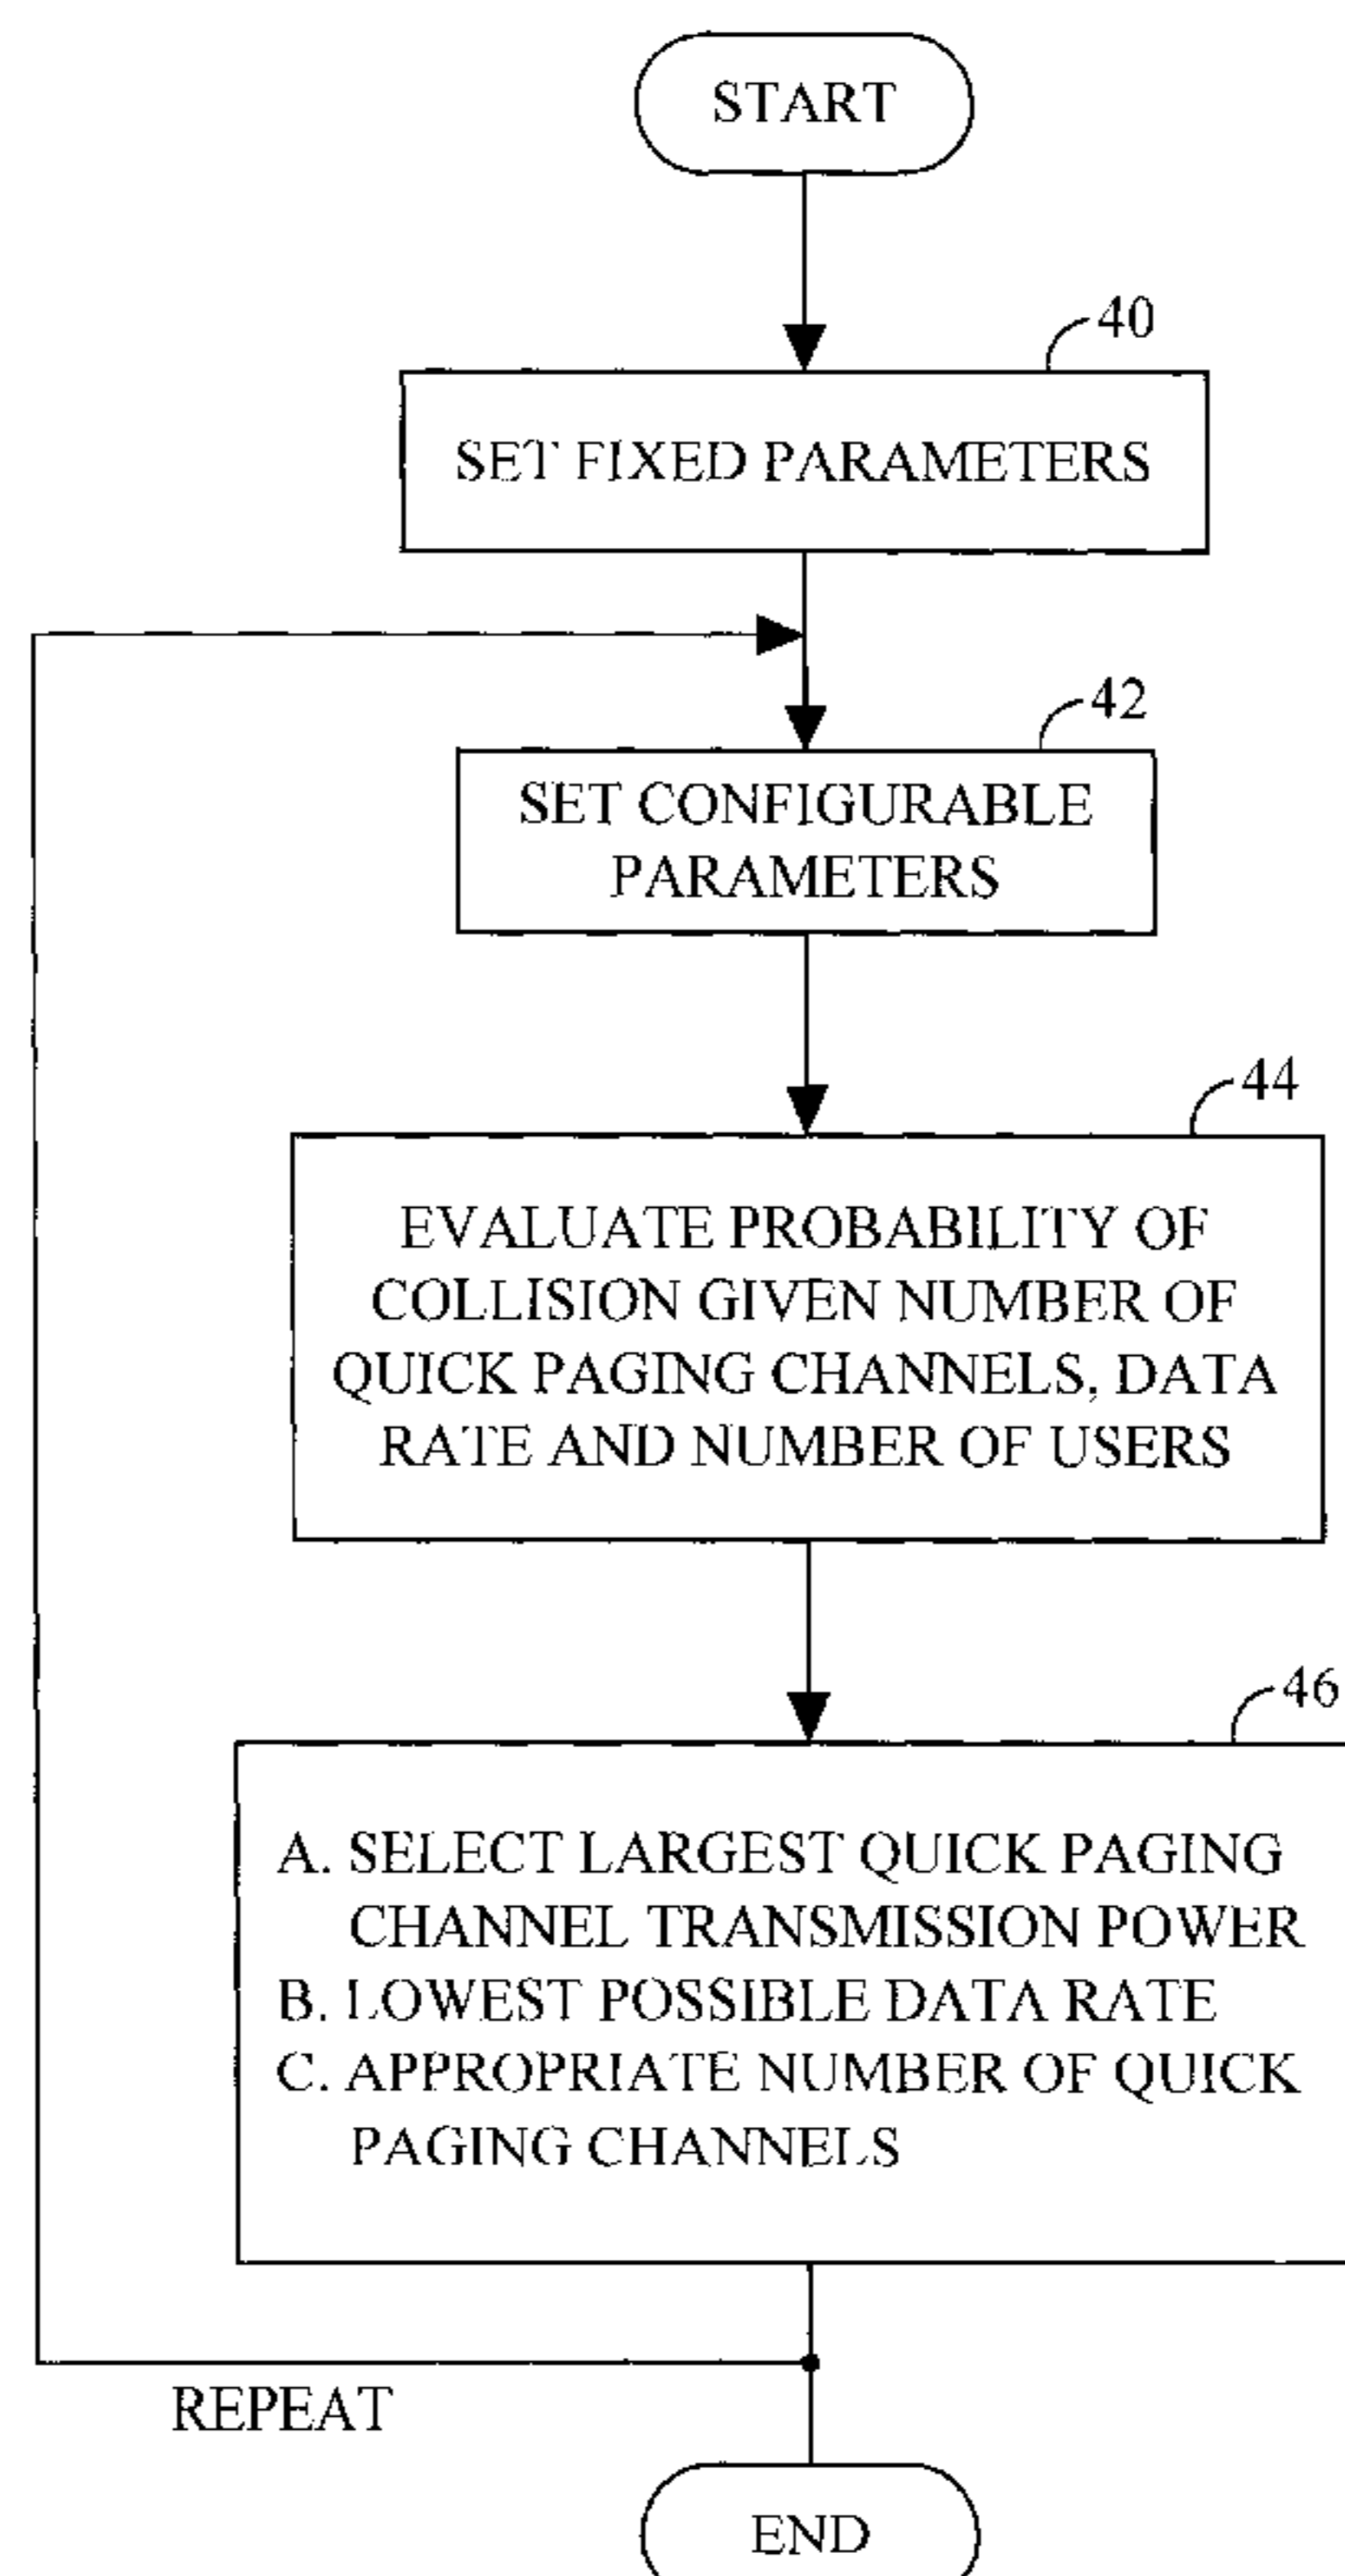 START
40
SET FIXED PARAMETERS
42
SET CONFIGURABLE
PARAMETERS
44
EVALUATE PROBABILITY OF
COLLISION GIVEN NUMBER OF
QUICK PAGING CHANNELS, DATA
RATE AND NUMBER OF USERS
46
A. SELECT LARGEST QUICK PAGING
CHANNEL TRANSMISSION POWER
B. LOWEST POSSIBLE DATA RATE
C. APPROPRIATE NUMBER OF QUICK
PAGING CHANNELS
REPEAT
END